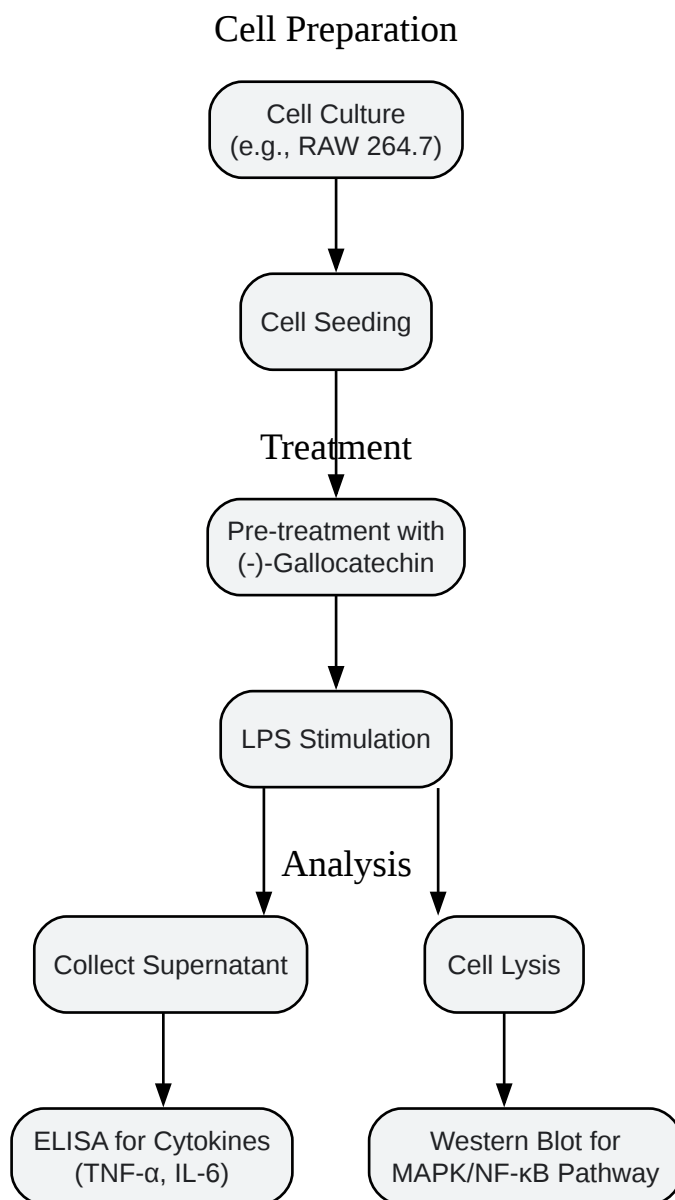 Cell Preparation
Cell Culture
(e.g., RAW 264.7)
Cell Seeding
Treatment
Pre-treatment with
(-)-Gallocatechin
LPS Stimulation
Analysis
Collect Supernatant
Cell Lysis
ELISA for Cytokines
(TNF-α, IL-6)
Western Blot for
MAPK/NF-κB Pathway